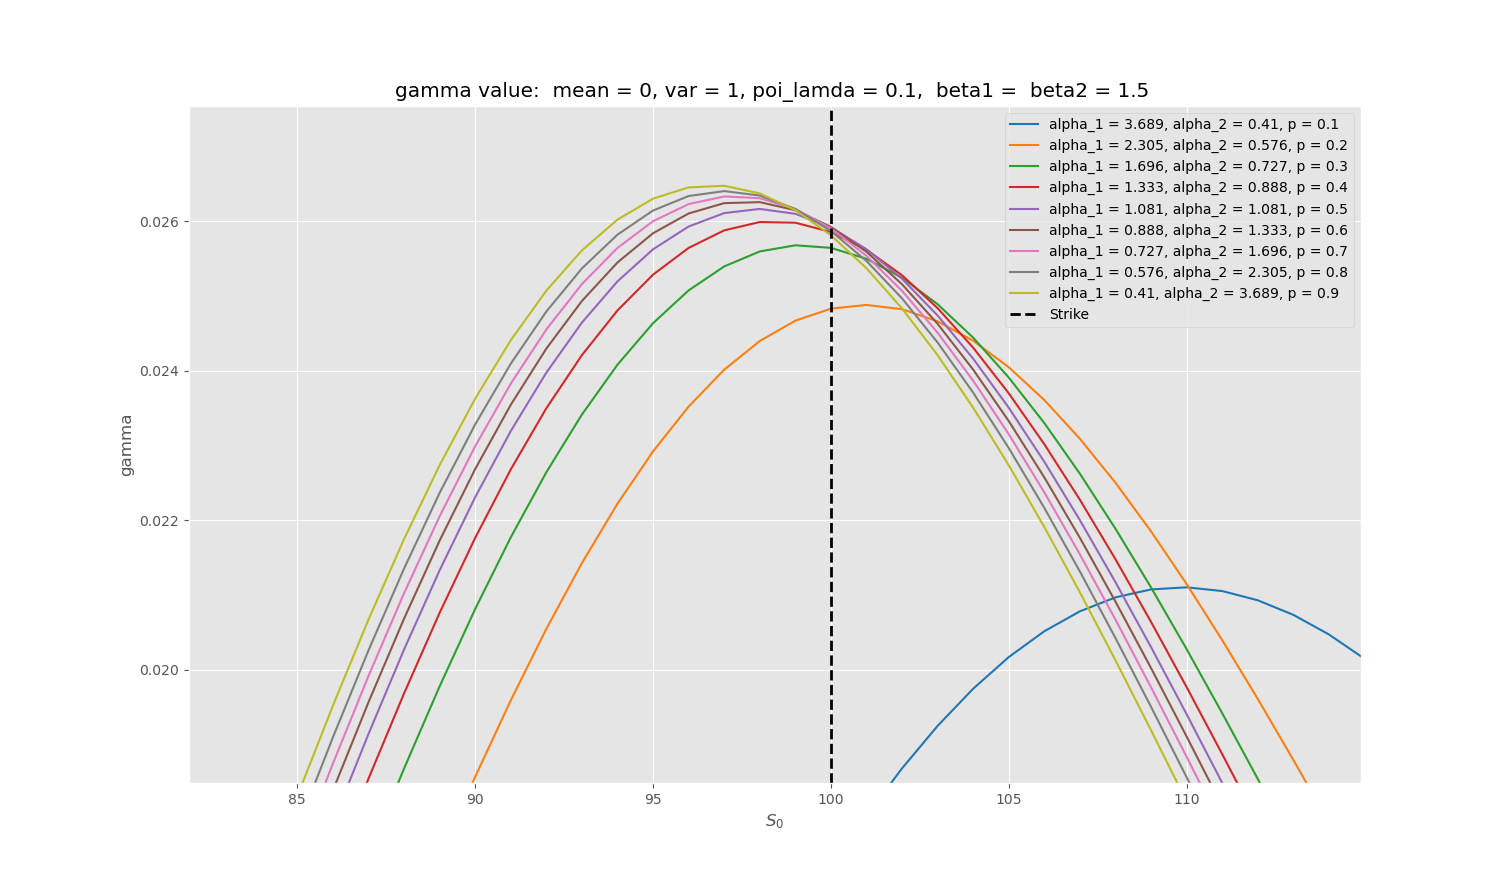 gamma value:  mean = 0, var = 1, poi_lamda = 0.1,  beta1 =  beta2 = 1.5
alpha_1 = 3.689, alpha_2 = 0.41, p = 0.1
alpha_1 = 2.305, alpha_2 = 0.576, p = 0.2
alpha_1 = 1.696, alpha_2 = 0.727, p = 0.3
alpha_1 = 1.333, alpha_2 = 0.888, p = 0.4
alpha_1 = 1.081, alpha_2 = 1.081, p = 0.5
alpha_1 = 0.888, alpha_2 = 1.333, p = 0.6
alpha_1 = 0.727, alpha_2 = 1.696, p = 0.7
alpha_1 = 0.576, alpha_2 = 2.305, p = 0.8
alpha_1 = 0.41, alpha_2 = 3.689, p = 0.9
Strike
0.026
0.024
0.022
0.020
gamma
85 90 95 100 105 110
S0